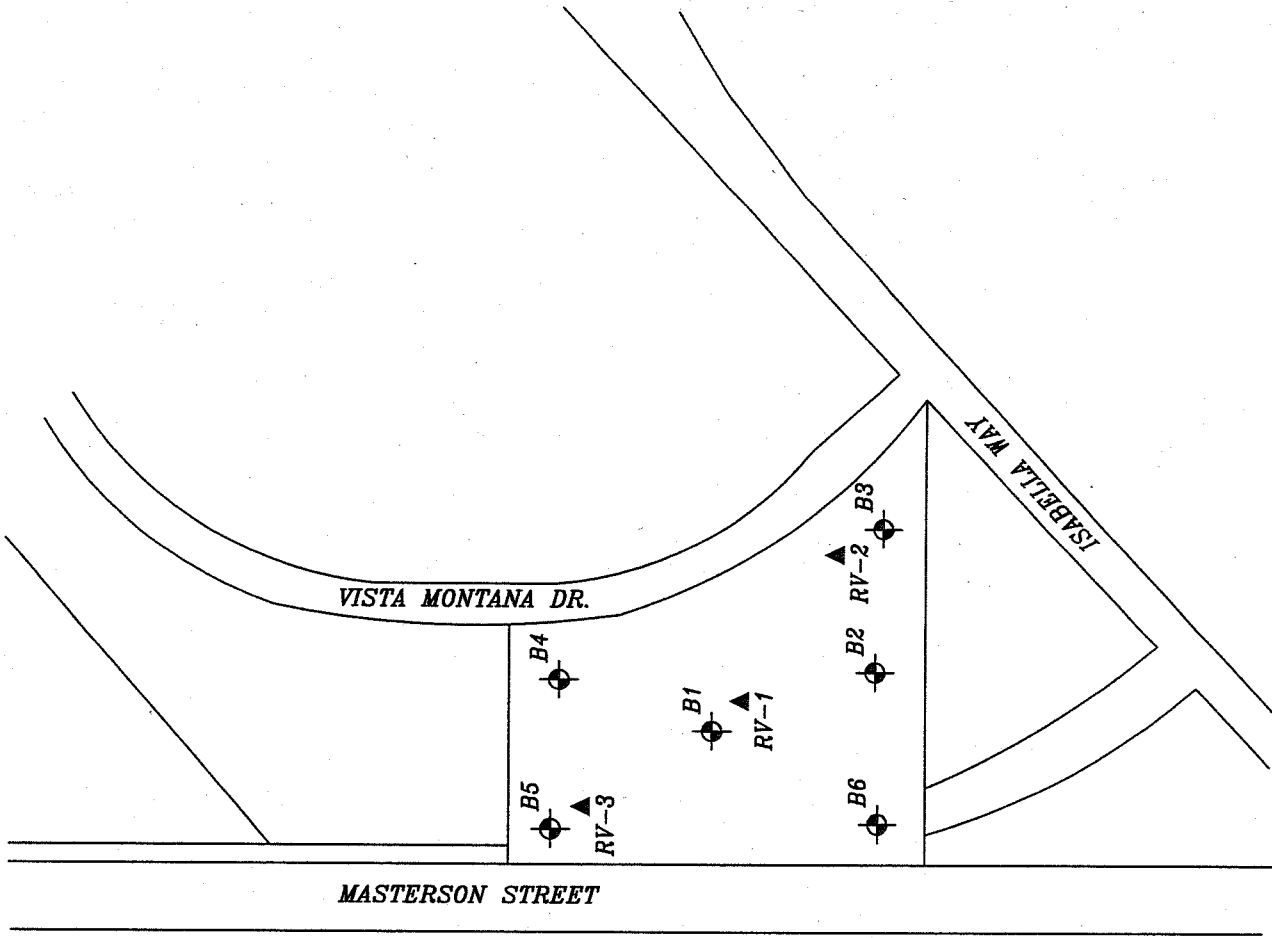 ISABELLA WAY
B3
RV-2
VISTA MONTANA DR.
B4
B2
B1
RV-1
B5
RV-3
B6
MASTERSON STREET